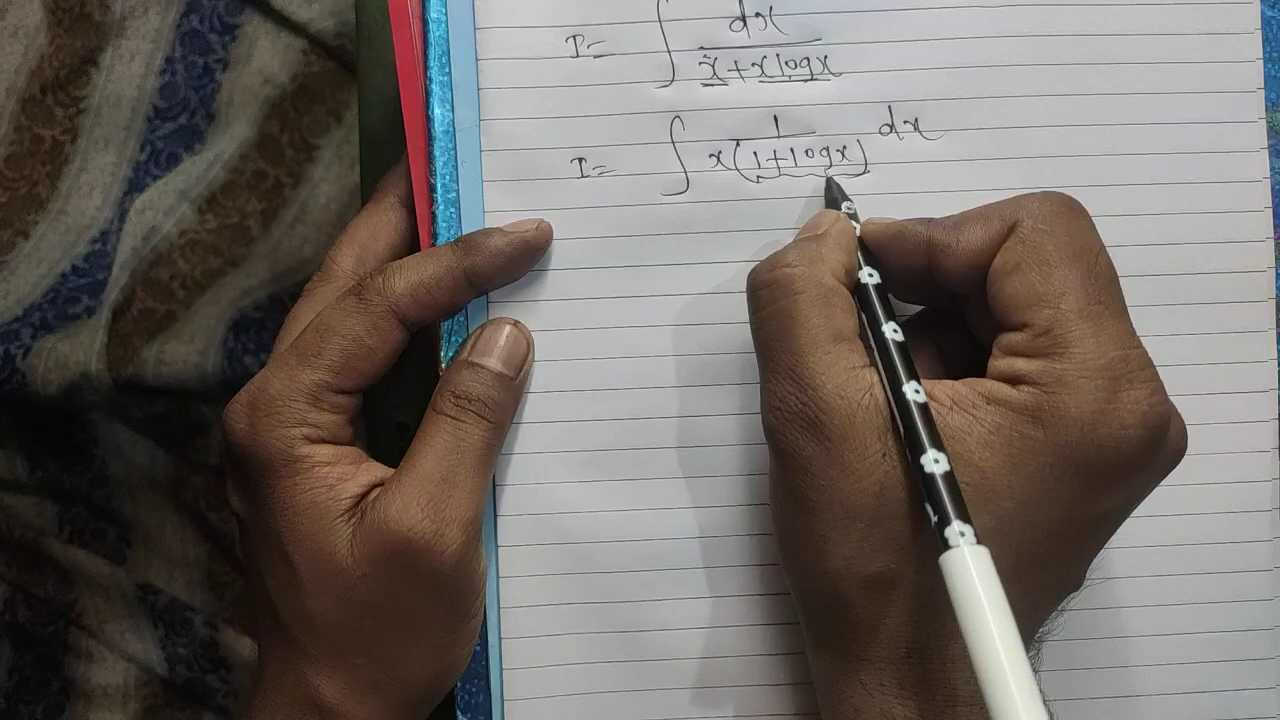 I = ∫ dx / x + x log x
I = ∫ 1 / x(1 + log x) dx